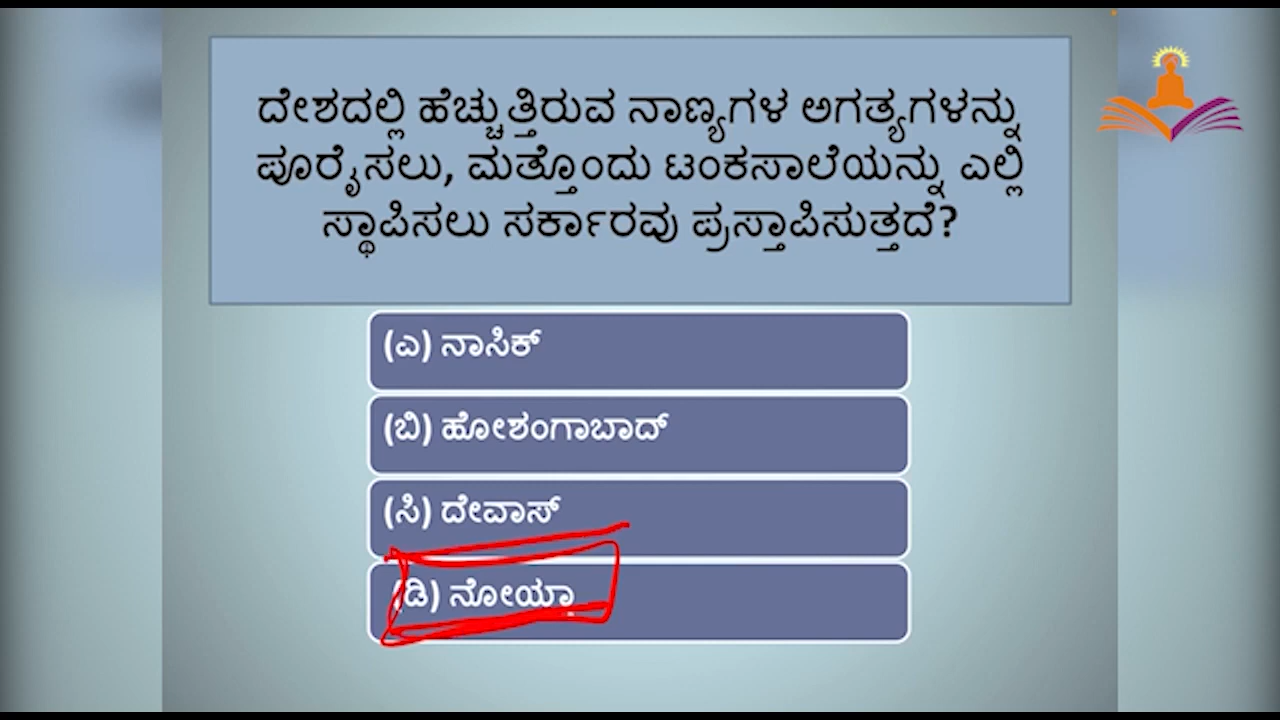 ದೇಶದಲ್ಲಿ ಹೆಚ್ಚುತ್ತಿರುವ ನಾಣ್ಯಗಳ ಅಗತ್ಯಗಳನ್ನು
ಪೂರೈಸಲು, ಮತ್ತೊಂದು ಟಂಕಸಾಲೆಯನ್ನು ಎಲ್ಲಿ
ಸ್ಥಾಪಿಸಲು ಸರ್ಕಾರವು ಪ್ರಸ್ತಾಪಿಸುತ್ತದೆ?
(ಎ) ನಾಸಿಕ್
(ಬಿ) ಹೋಶಂಗಾಬಾದ್
(ಸಿ) ದೇವಾಸ್
(ಡಿ) ನೋಯ್ಡಾ